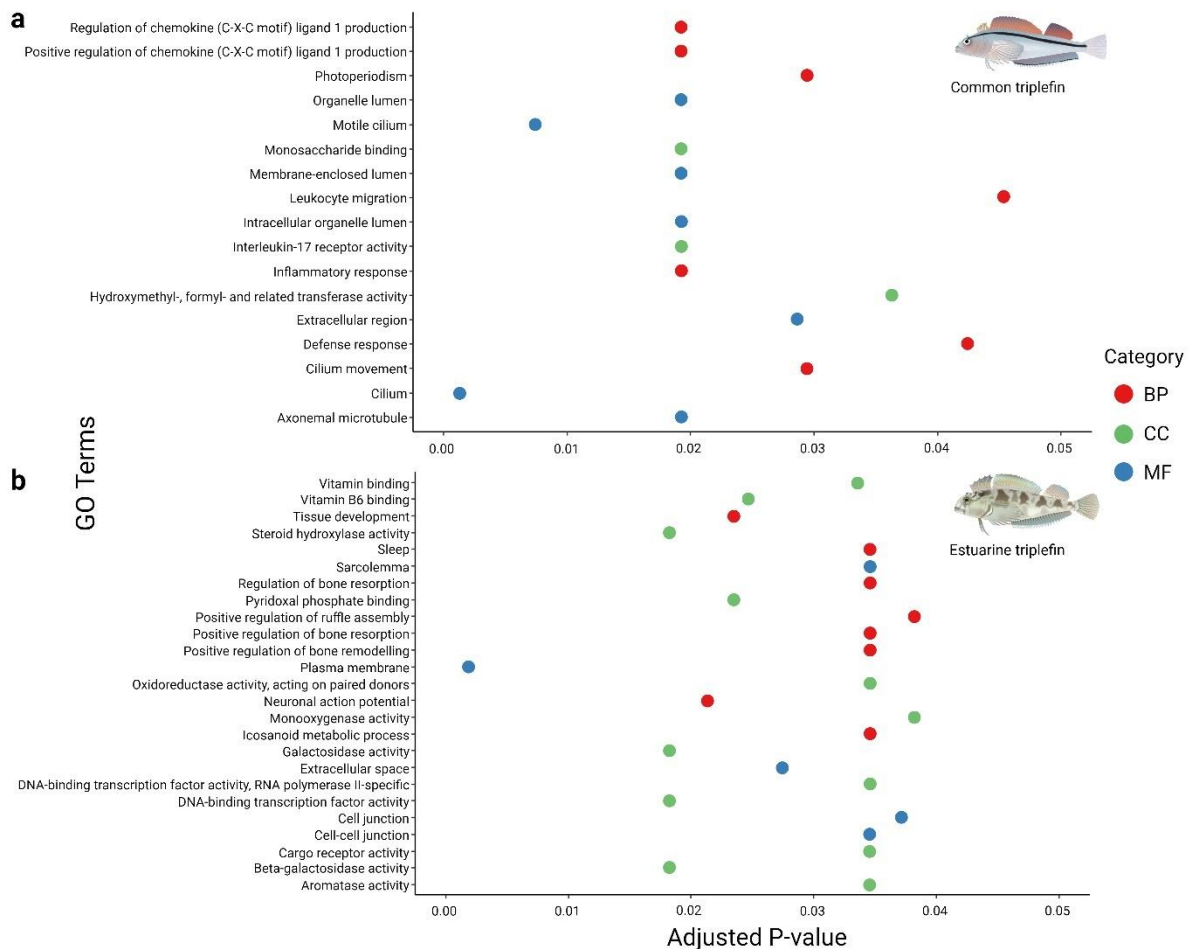 a
Regulation of chemokine (C-X-C motif) ligand 1 production
Positive regulation of chemokine (C-X-C motif) ligand 1 production
Photoperiodism
Organelle lumen
Motile cilium
Monosaccharide binding
Membrane-enclosed lumen
Leukocyte migration
Intracellular organelle lumen
Interleukin-17 receptor activity
Inflammatory response
Hydroxymethyl-, formyl- and related transferase activity
Extracellular region
Defense response
Cilium movement
Cilium
Axonemal microtubule
Common triplefin
0.00 0.01 0.02 0.03 0.04 0.05
Category
BP
CC
MF
GO Terms
b
Vitamin binding
Vitamin B6 binding
Tissue development
Steroid hydroxylase activity
Sleep
Sarcolemma
Regulation of bone resorption
Pyridoxal phosphate binding
Positive regulation of ruffle assembly
Positive regulation of bone resorption
Positive regulation of bone remodelling
Plasma membrane
Oxidoreductase activity, acting on paired donors
Neuronal action potential
Monooxygenase activity
Icosanoid metabolic process
Galactosidase activity
Extracellular space
DNA-binding transcription factor activity, RNA polymerase II-specific
DNA-binding transcription factor activity
Cell junction
Cell-cell junction
Cargo receptor activity
Beta-galactosidase activity
Aromatase activity
Estuarine triplefin
0.00 0.01 0.02 0.03 0.04 0.05
Adjusted P-value